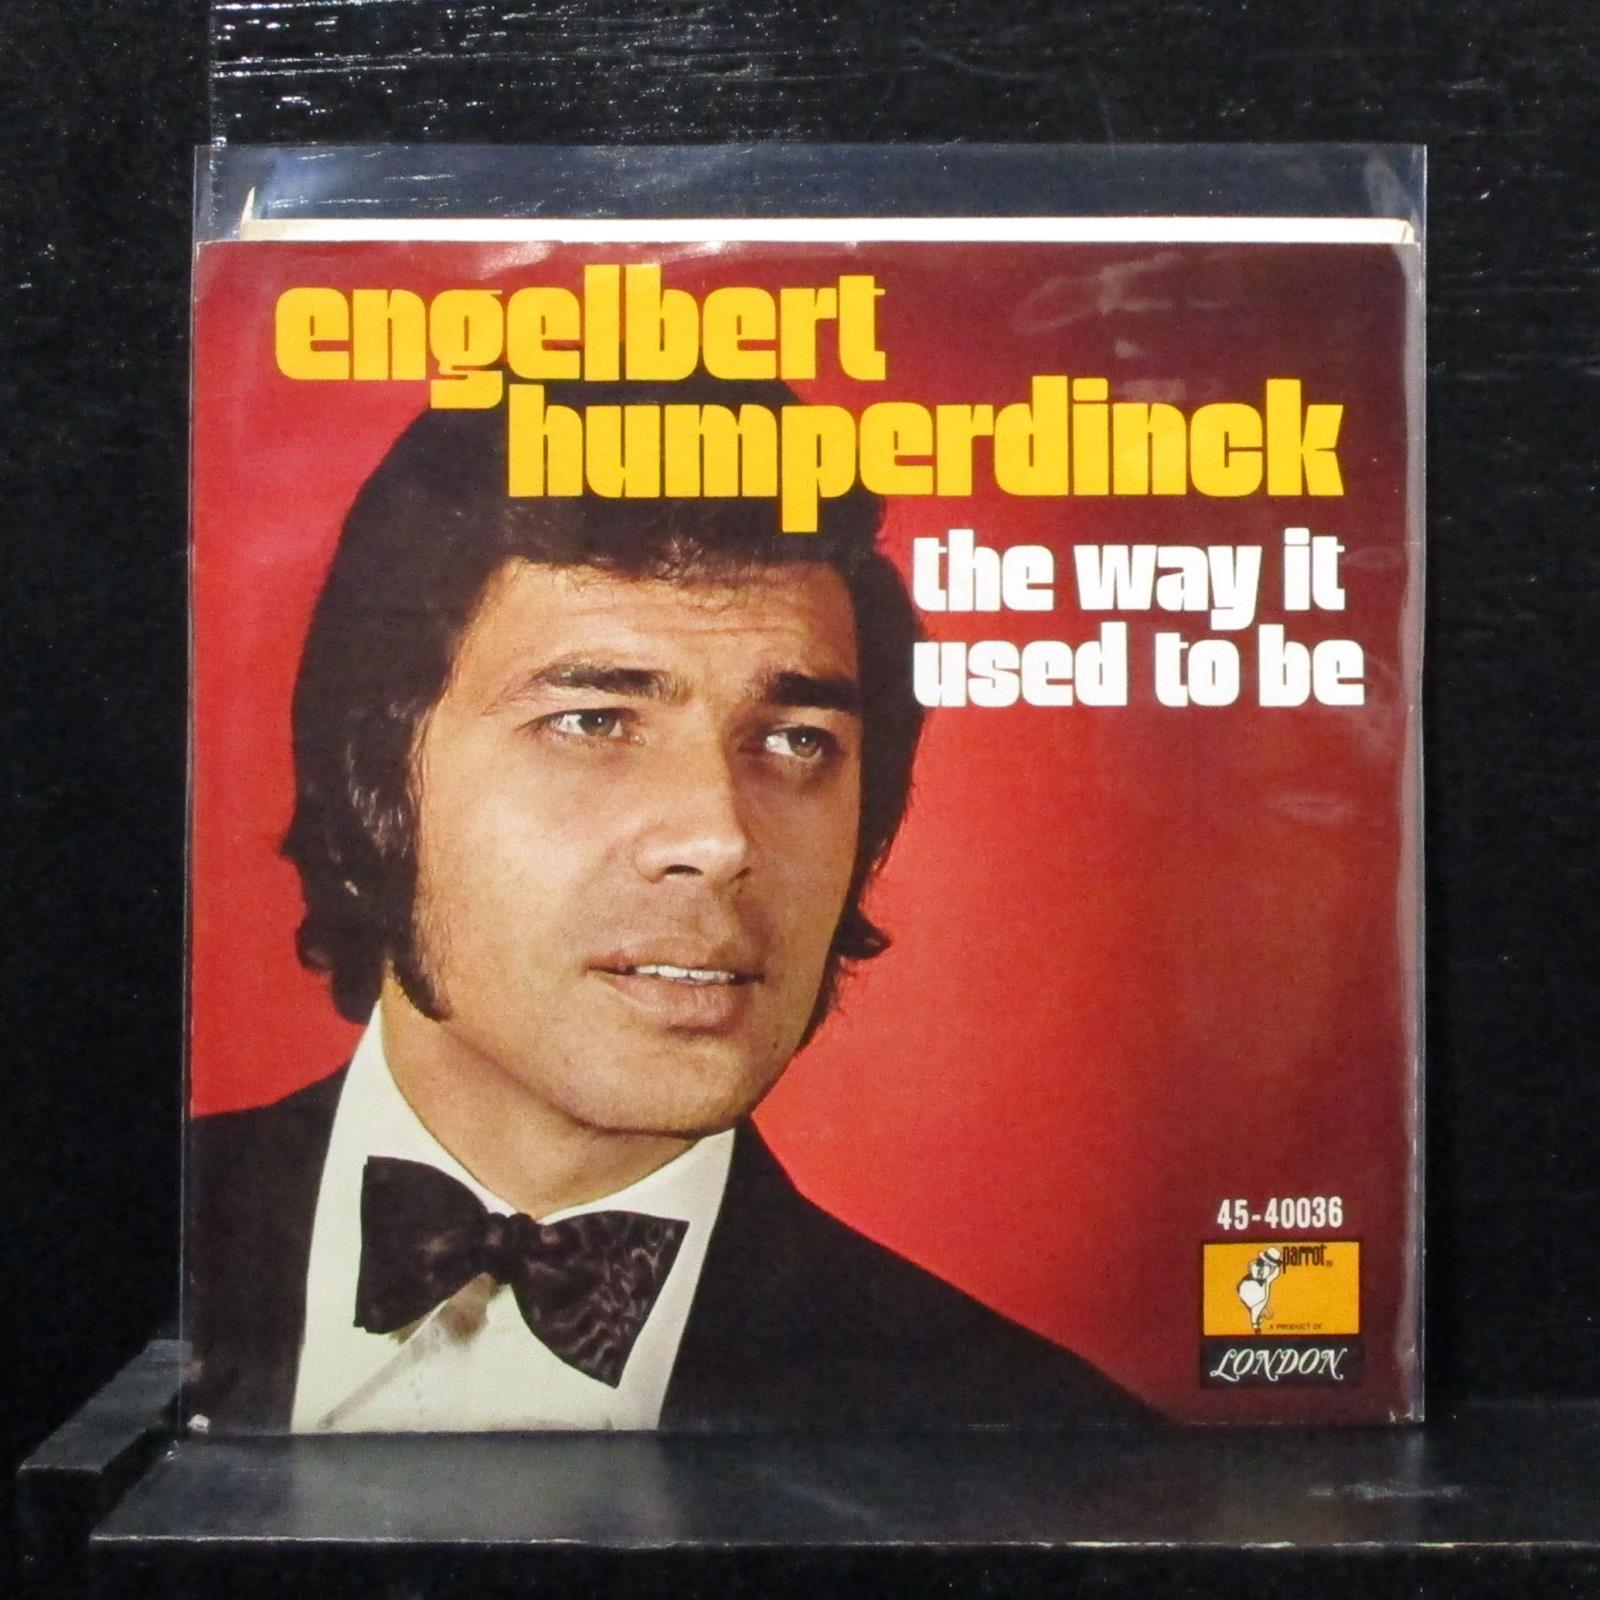 engelbert
humperdinck
the way it
used to be
45-40036
parrot
A PRODUCT OF
LONDON